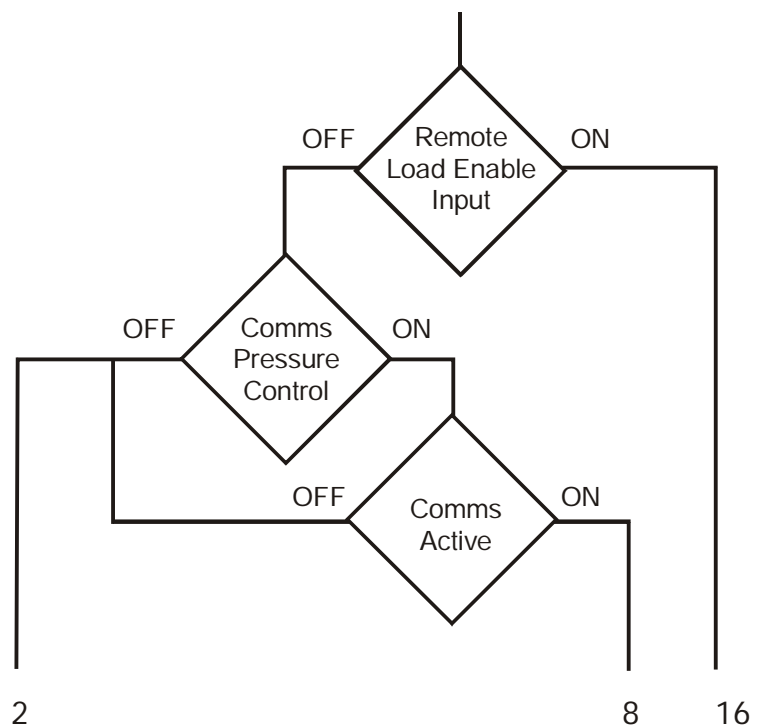 OFF
Remote
Load Enable
Input
ON
OFF
Comms
Pressure
Control
ON
OFF
Comms
Active
ON
2
8
16